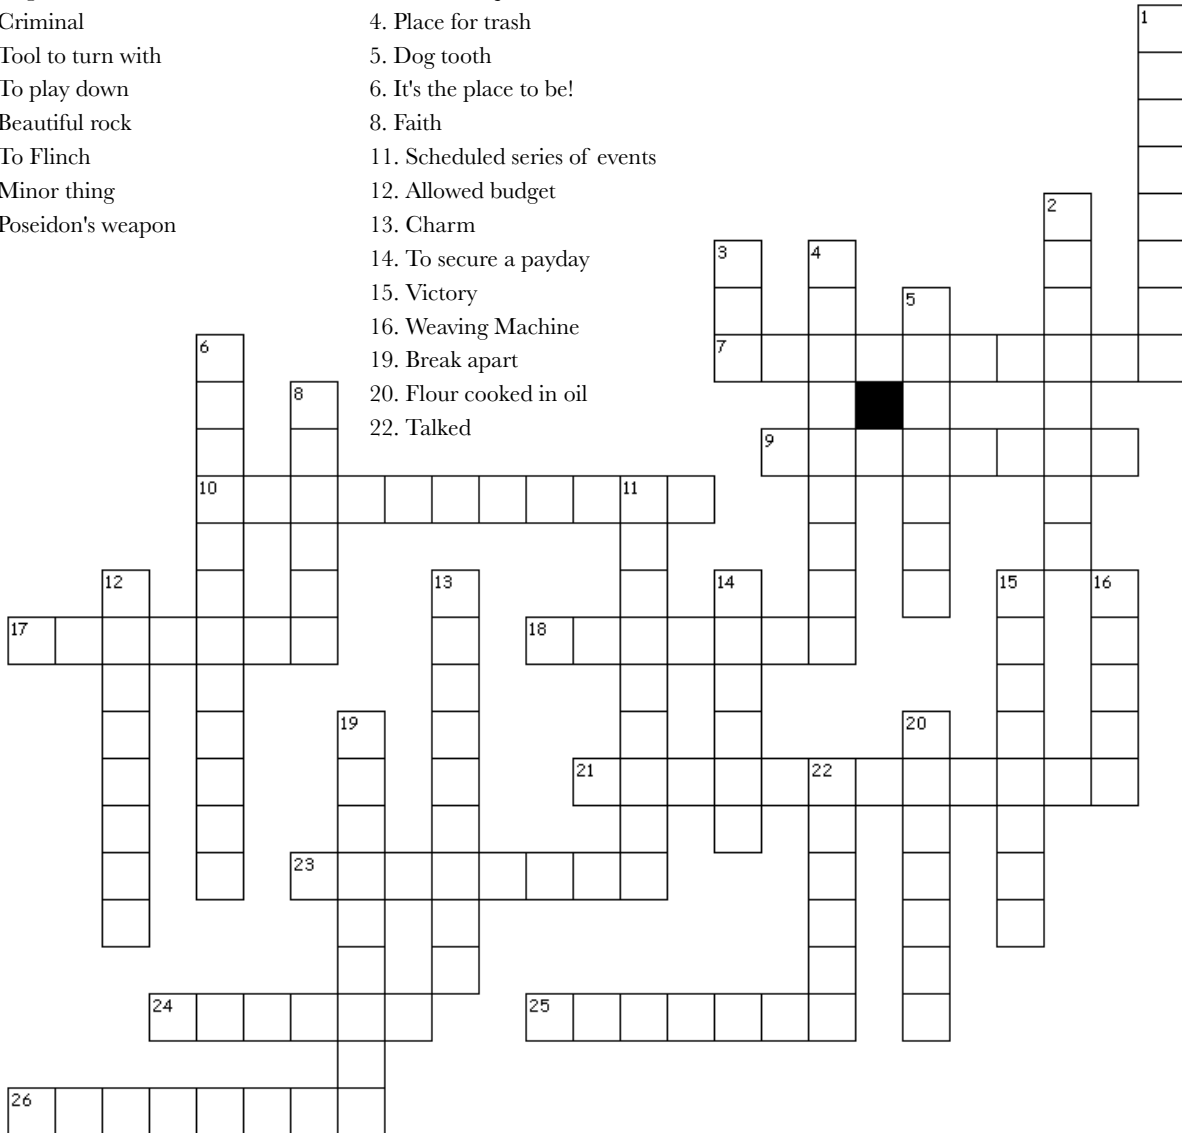 Criminal
Tool to turn with
To play down
Beautiful rock
To Flinch
Minor thing
Poseidon's weapon
4. Place for trash
5. Dog tooth
6. It's the place to be!
8. Faith
11. Scheduled series of events
12. Allowed budget
13. Charm
14. To secure a payday
15. Victory
16. Weaving Machine
19. Break apart
20. Flour cooked in oil
22. Talked
1
2
3 4
5
6 7
8
9
10 11
12 13 14 15 16
17 18
19 20
21 22
23
24 25
26